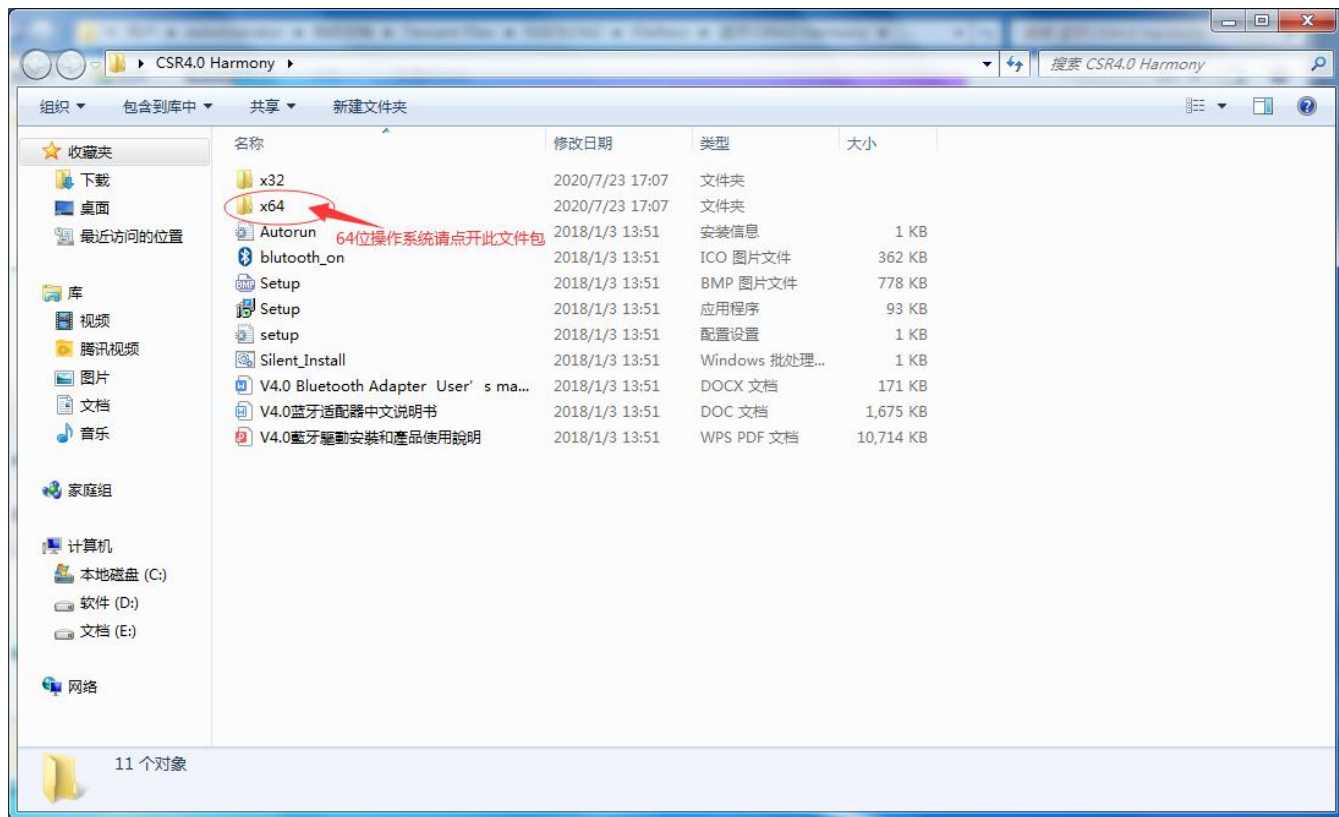 CSR4.0 Harmony
搜索 CSR4.0 Harmony
组织 包含到库中 共享 新建文件夹
名称 修改日期 类型 大小
收藏夹
下载
桌面
最近访问的位置
库
视频
腾讯视频
图片
文档
音乐
家庭组
计算机
本地磁盘 (C:)
软件 (D:)
文档 (E:)
网络
x32 2020/7/23 17:07 文件夹
x64 2020/7/23 17:07 文件夹
64位操作系统请点开此文件包
Autorun 2018/1/3 13:51 安装信息 1 KB
blutooth_on 2018/1/3 13:51 ICO 图片文件 362 KB
Setup 2018/1/3 13:51 BMP 图片文件 778 KB
Setup 2018/1/3 13:51 应用程序 93 KB
setup 2018/1/3 13:51 配置设置 1 KB
Silent_Install 2018/1/3 13:51 Windows 批处理... 1 KB
V4.0 Bluetooth Adapter User’s ma... 2018/1/3 13:51 DOCX 文档 171 KB
V4.0蓝牙适配器中文说明书 2018/1/3 13:51 DOC 文档 1,675 KB
V4.0藍牙驅動安裝和產品使用說明 2018/1/3 13:51 WPS PDF 文档 10,714 KB
11 个对象